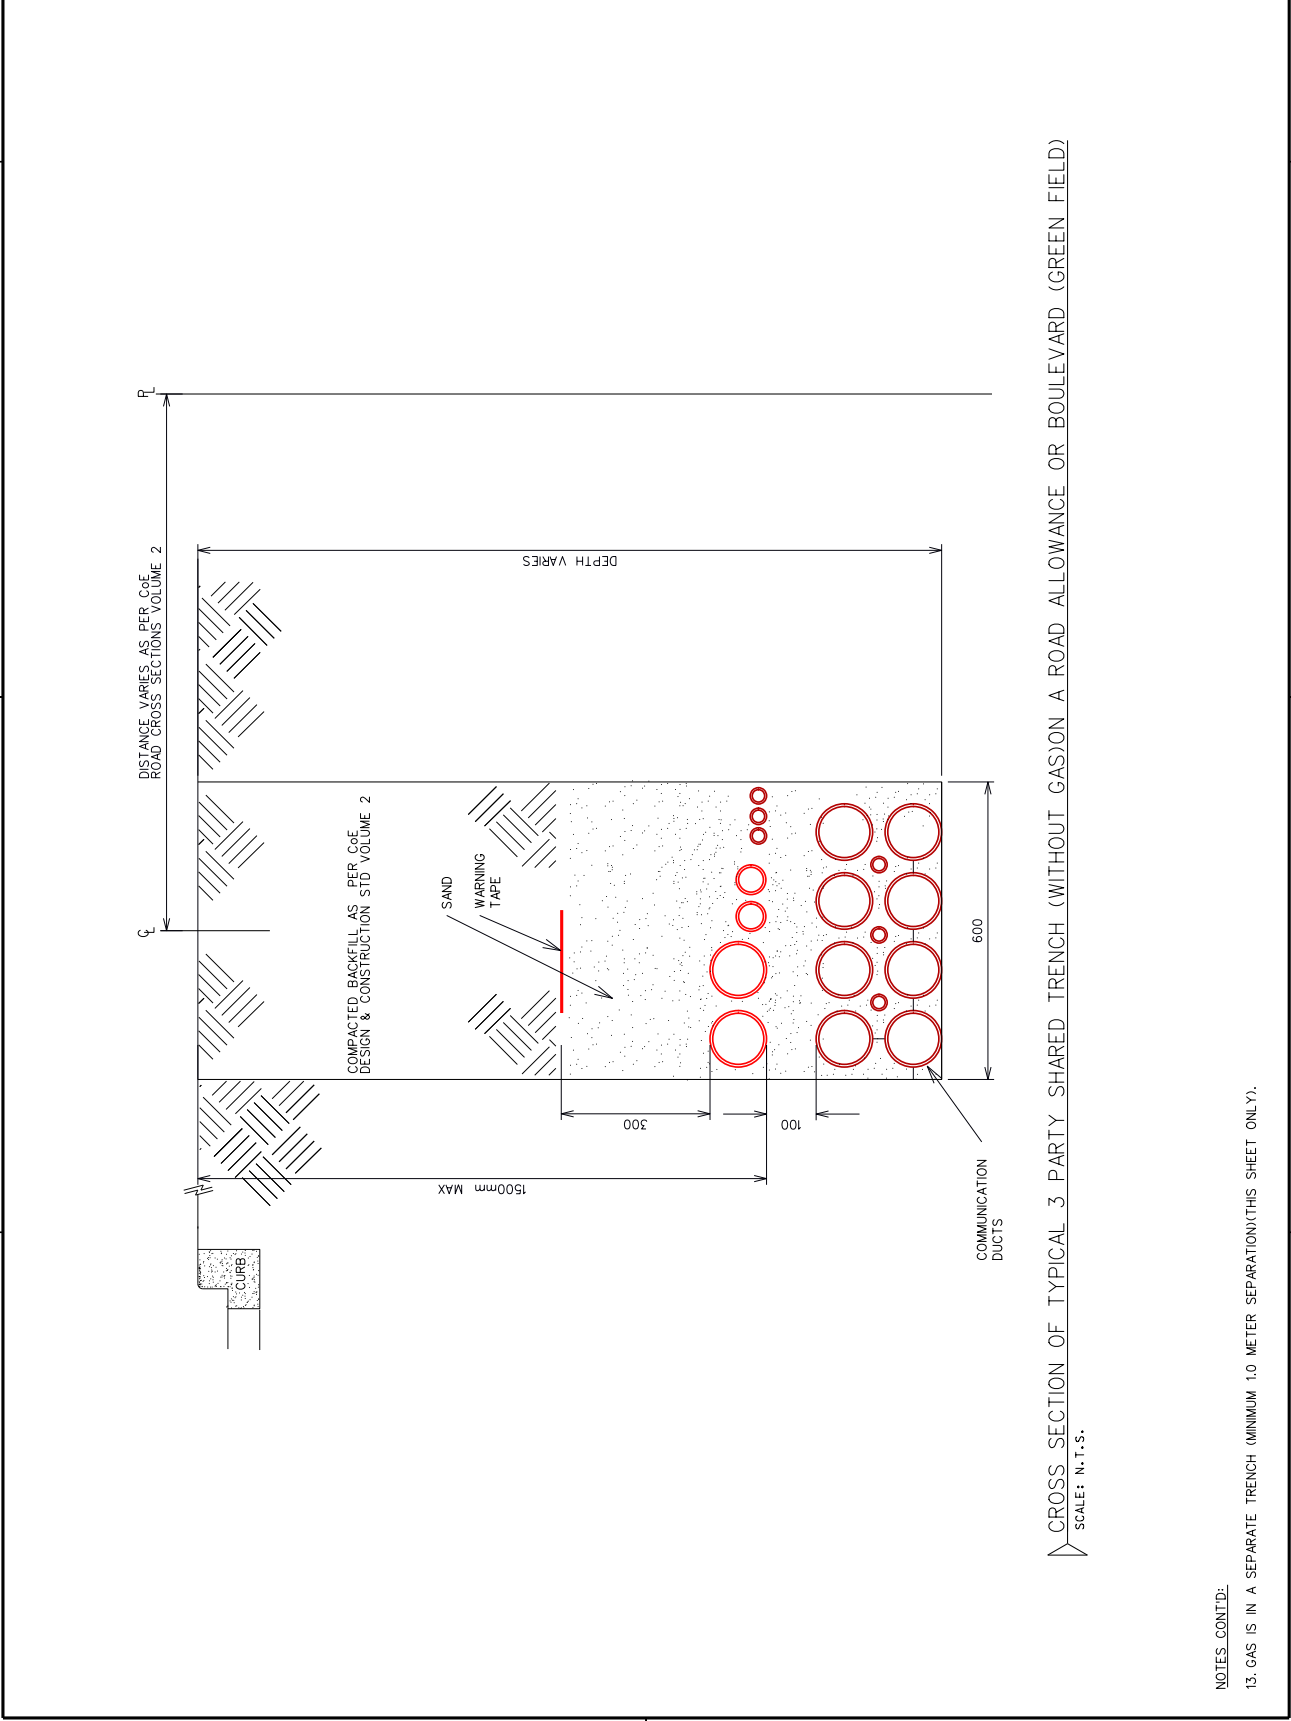 DISTANCE VARIES AS PER CoE
ROAD CROSS SECTIONS VOLUME 2
CL
PL
CURB
COMPACTED BACKFILL AS PER CoE
DESIGN & CONSTRUCTION STD VOLUME 2
SAND
WARNING
TAPE
1500mm MAX
300
100
DEPTH VARIES
600
COMMUNICATION
DUCTS
CROSS SECTION OF TYPICAL 3 PARTY SHARED TRENCH (WITHOUT GAS)ON A ROAD ALLOWANCE OR BOULEVARD (GREEN FIELD)
SCALE: N.T.S.
NOTES CONT'D:
13. GAS IS IN A SEPARATE TRENCH (MINIMUM 1.0 METER SEPARATION)(THIS SHEET ONLY).